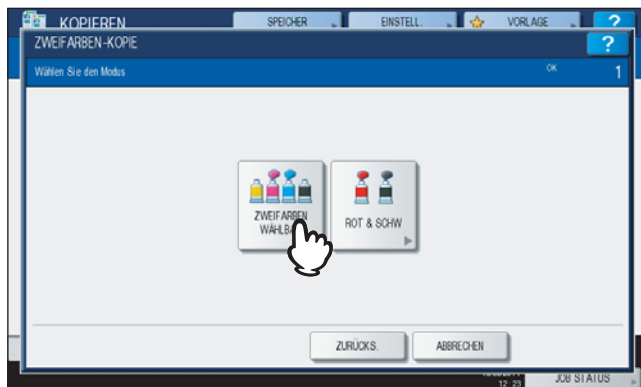 KOPIEREN SPEICHER EINSTELL. VORLAGE ?
ZWEIFARBEN-KOPIE ?
Wählen Sie den Modus OK 1
ZWEIFARBEN
ROT & SCHW
ZURÜCKS. ABBRECHEN
12:23 JOB STATUS